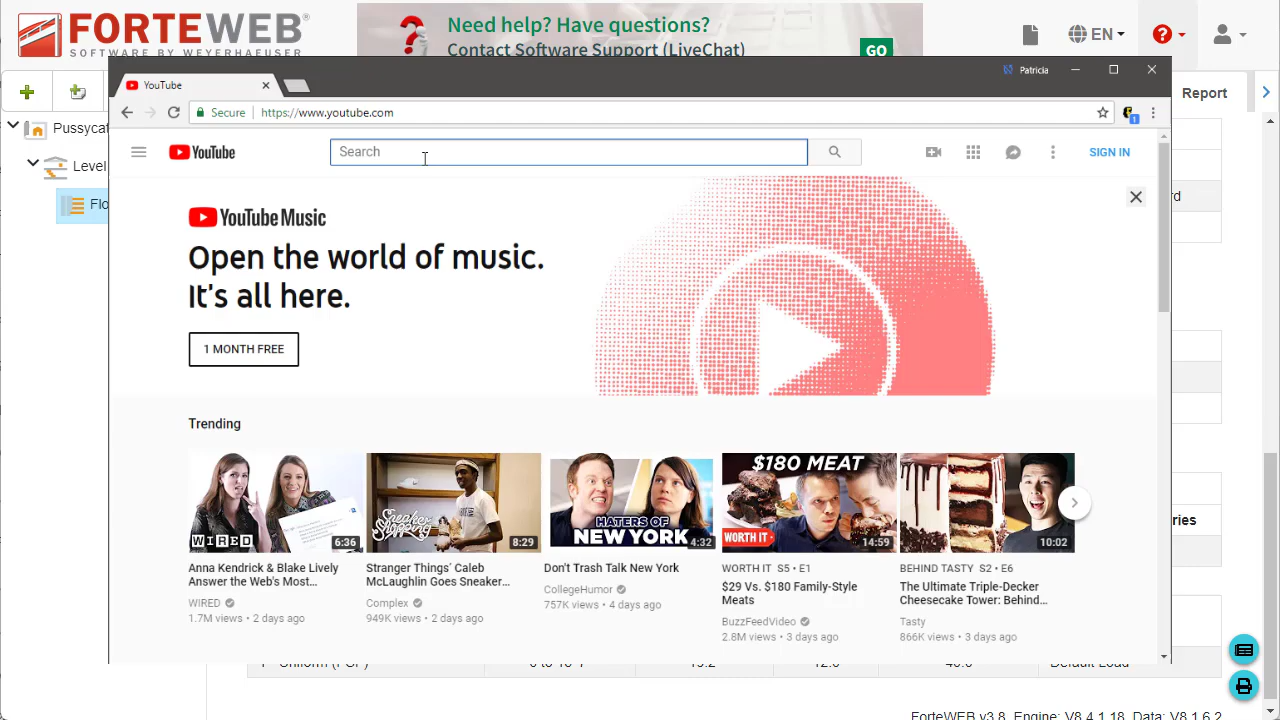 FORTEWEB®
SOFTWARE BY WEYERHAEUSER
Need help? Have questions?
Contact Software Support (LiveChat)
GO
EN
YouTube
Patricia
Secure
https://www.youtube.com
1
Report
Pussycat
Level
Flo
YouTube
Search
SIGN IN
YouTube Music
Open the world of music.
It's all here.
1 MONTH FREE
Trending
WIRED
6:36
Sneaker Shopping
8:29
HATERS OF
NEW YORK
4:32
$180 MEAT
WORTH IT
14:59
10:02
Anna Kendrick & Blake Lively
Answer the Web's Most...
WIRED
1.7M views • 2 days ago
Stranger Things' Caleb
McLaughlin Goes Sneaker...
Complex
949K views • 2 days ago
Don't Trash Talk New York
CollegeHumor
757K views • 4 days ago
WORTH IT S5 • E1
$29 Vs. $180 Family-Style
Meats
BuzzFeedVideo
2.8M views • 3 days ago
BEHIND TASTY S2 • E6
The Ultimate Triple-Decker
Cheesecake Tower: Behind...
Tasty
866K views • 3 days ago
rd
ries
Default Load
ForteWEB v3.8, Engine: V8.4.1.18, Data: V8.1.6.2